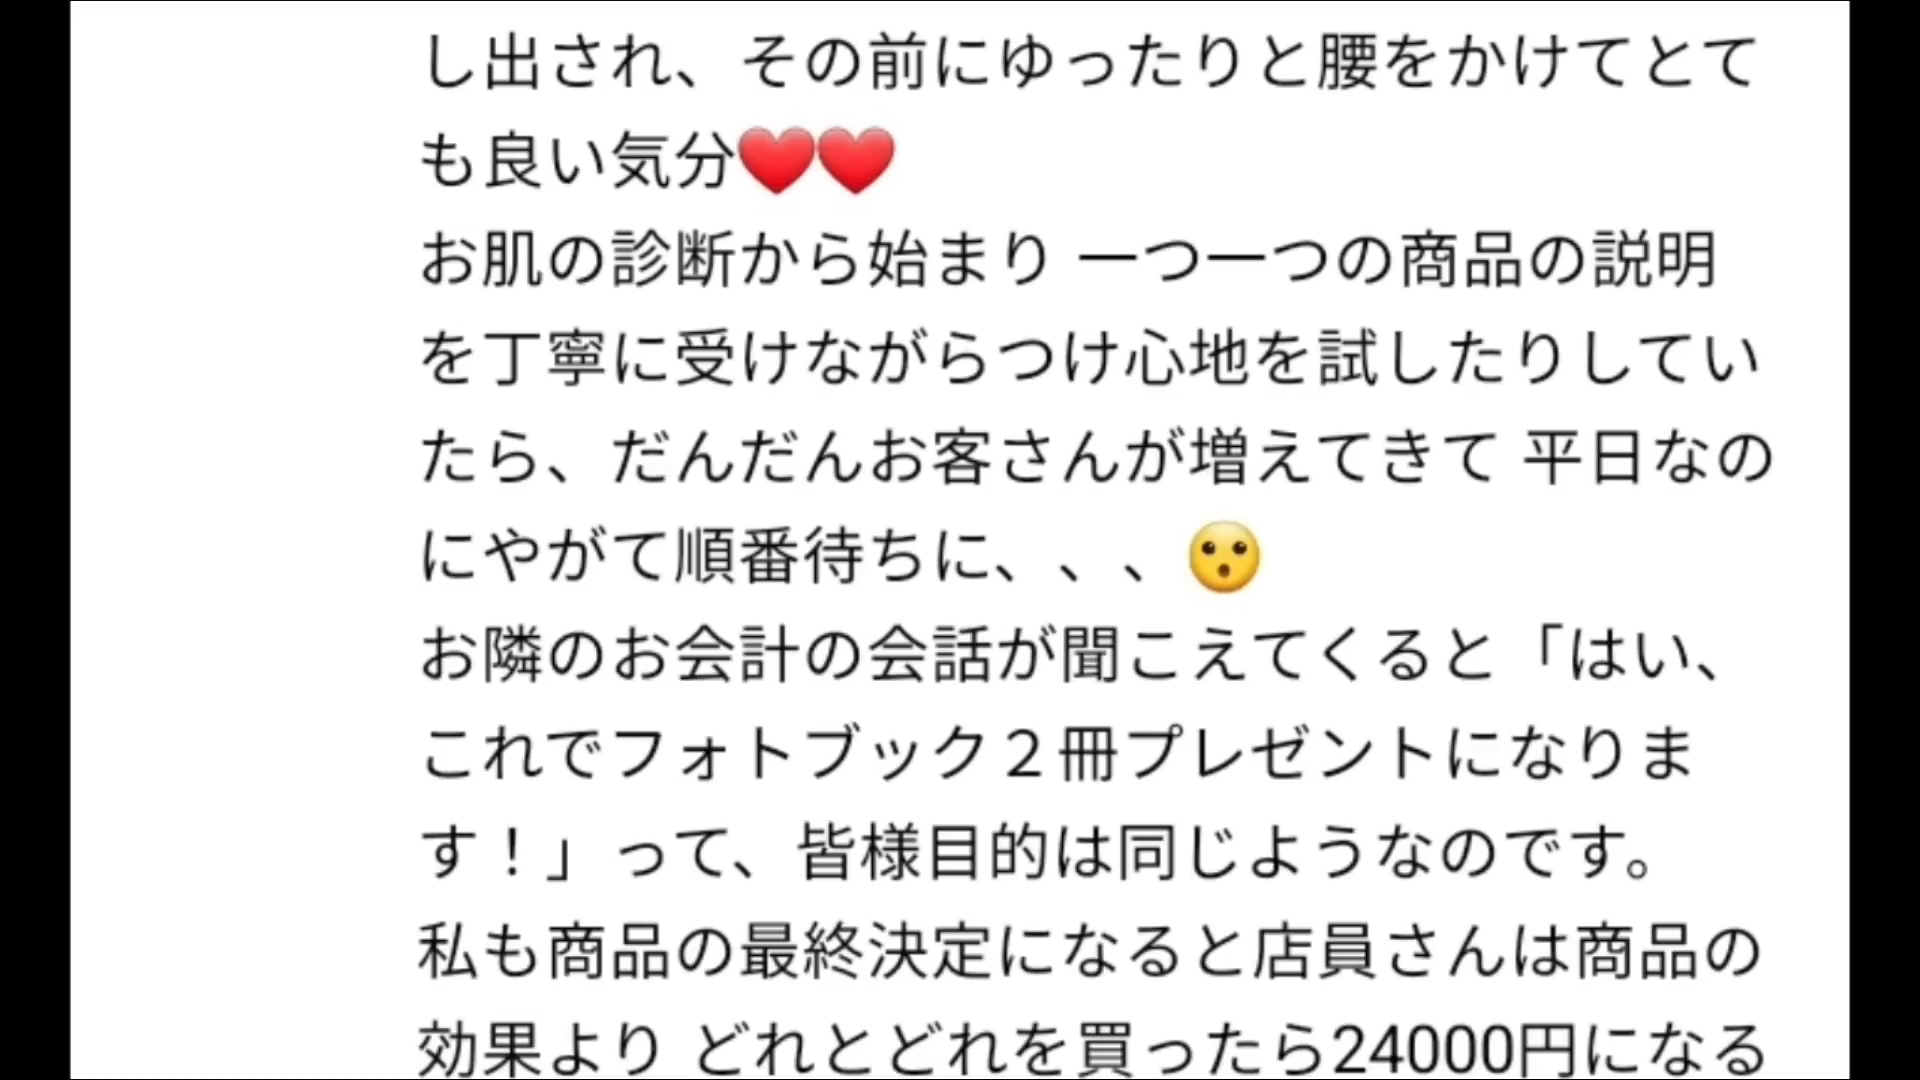 し出され、その前にゆったりと腰をかけてとて
も良い気分❤️❤️
お肌の診断から始まり 一つ一つの商品の説明
を丁寧に受けながらつけ心地を試したりしてい
たら、だんだんお客さんが増えてきて 平日なの
にやがて順番待ちに、、、😮
お隣のお会計の会話が聞こえてくると「はい、
これでフォトブック２冊プレゼントになりま
す！」って、皆様目的は同じようなのです。
私も商品の最終決定になると店員さんは商品の
効果より どれとどれを買ったら24000円になる